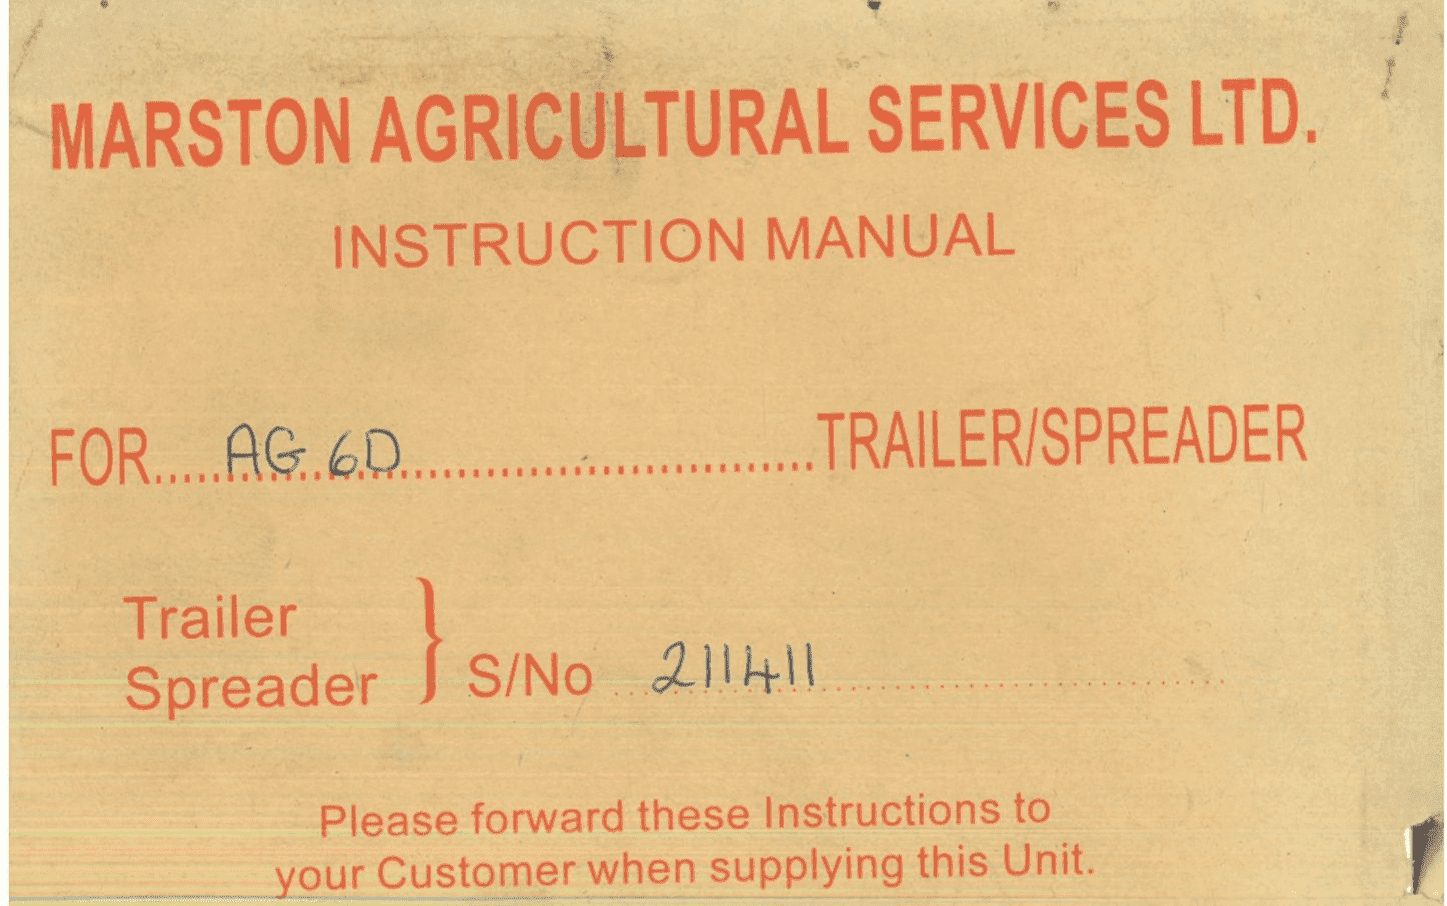 MARSTON AGRICULTURAL SERVICES LTD.
INSTRUCTION MANUAL
FOR.....AG 6D..............................TRAILER/SPREADER
Trailer
Spreader } S/No ...211411..............................
Please forward these Instructions to
your Customer when supplying this Unit.